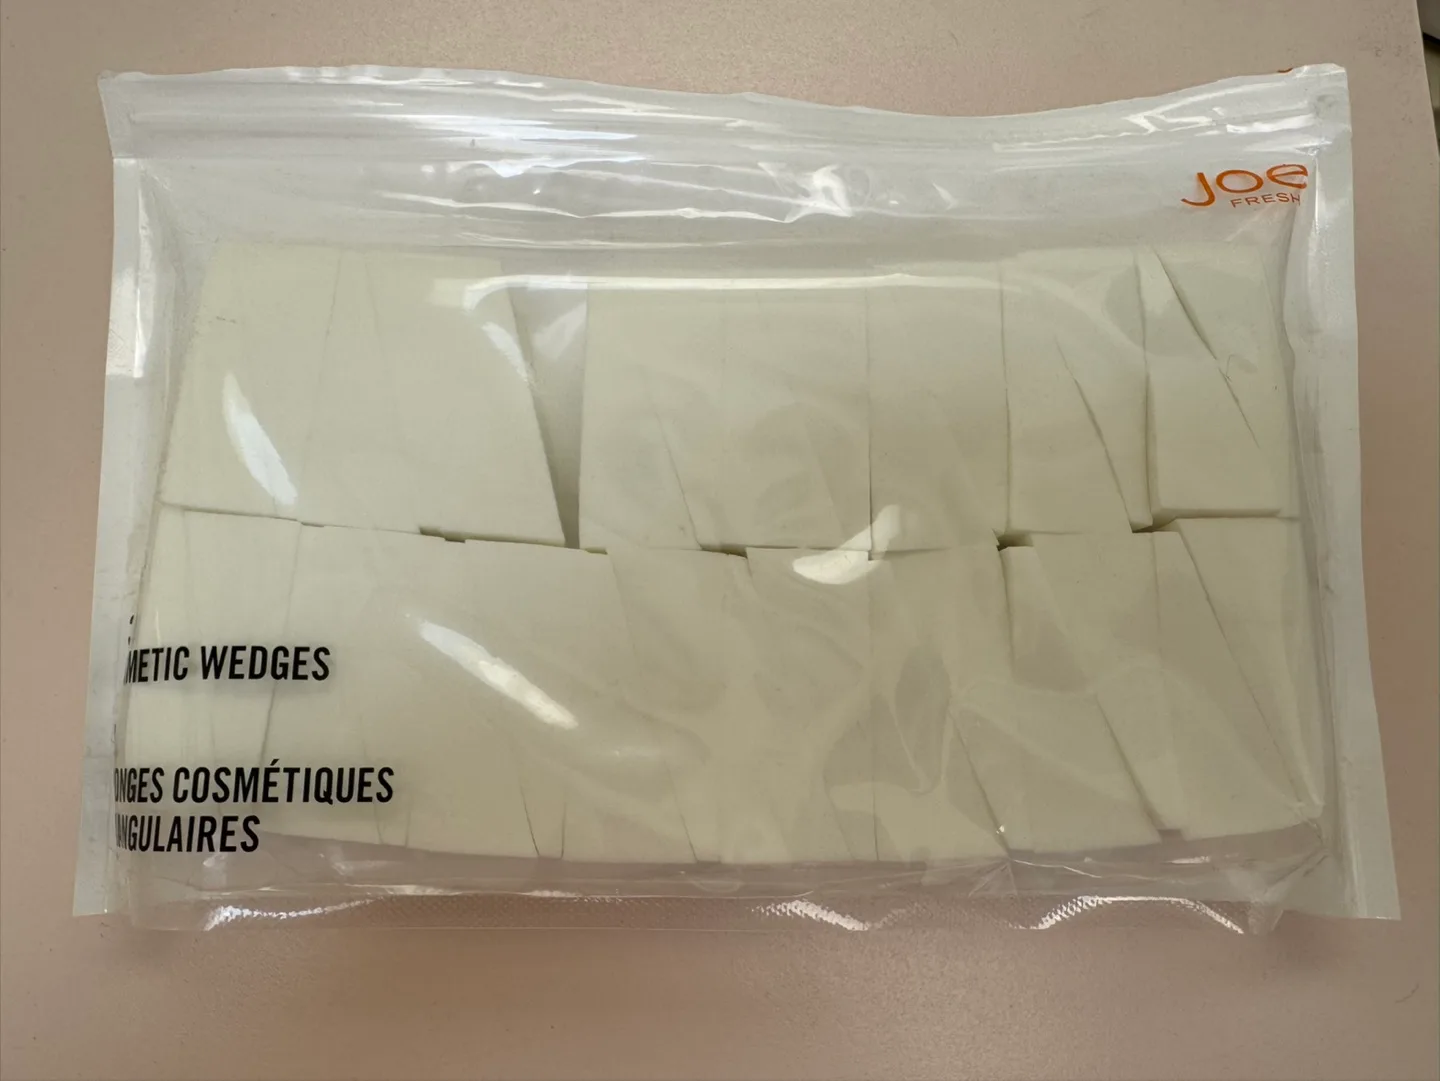 JOE
FRESH
METIC WEDGES
ONGES COSMÉTIQUES
ANGULAIRES